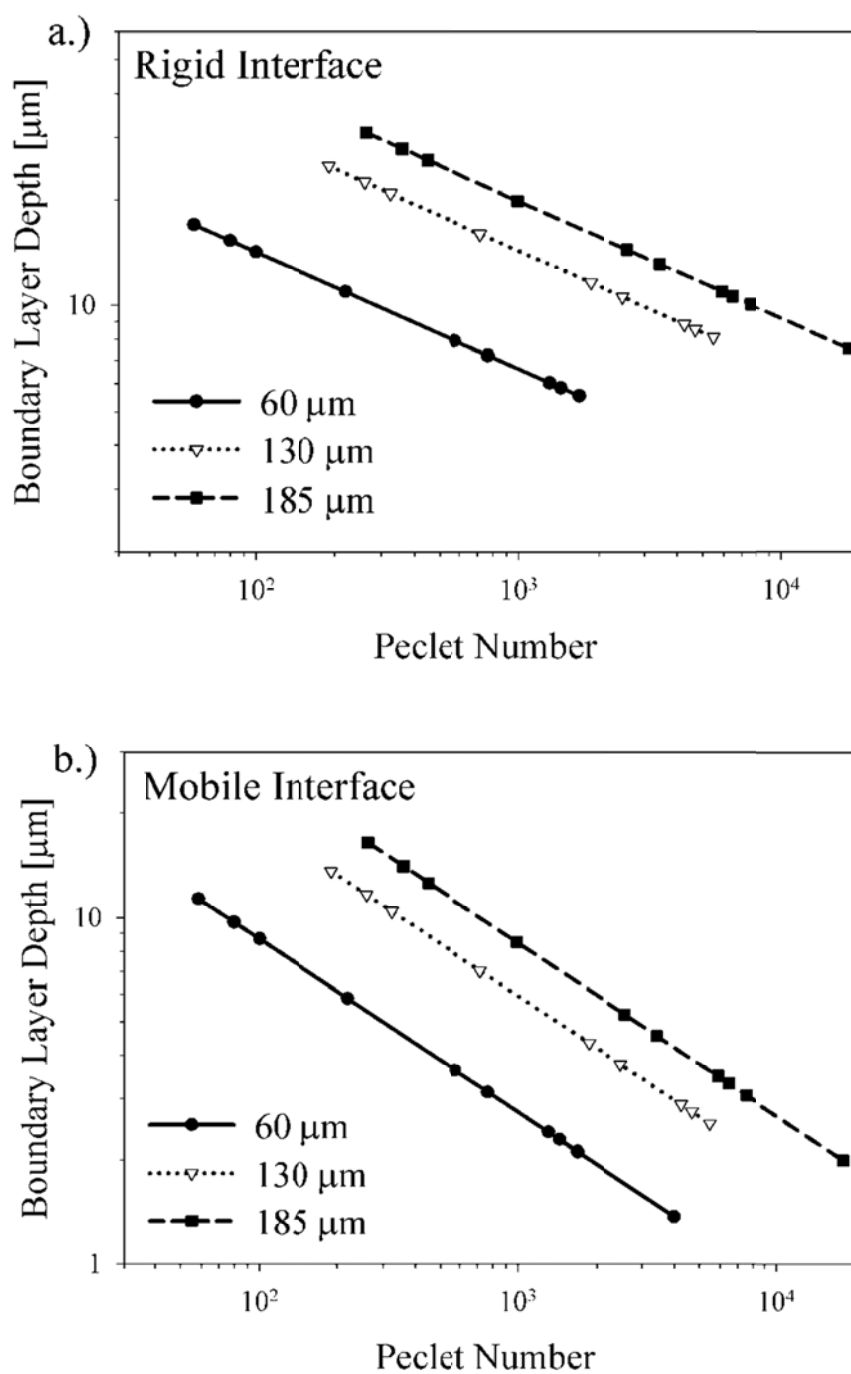 a.)
Rigid Interface
Boundary Layer Depth [μm]
10
60 μm
130 μm
185 μm
10²
10³
10⁴
Peclet Number
b.)
Mobile Interface
Boundary Layer Depth [μm]
10
1
60 μm
130 μm
185 μm
10²
10³
10⁴
Peclet Number